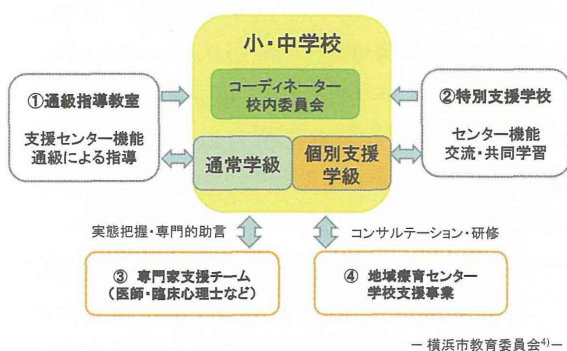 小・中学校
コーディネーター
校内委員会
①通級指導教室
支援センター機能
通級による指導
②特別支援学校
センター機能
交流・共同学習
通常学級
個別支援
学級
実態把握・専門的助言
コンサルテーション・研修
③ 専門家支援チーム
(医師・臨床心理士など)
④ 地域療育センター
学校支援事業
― 横浜市教育委員会4)―